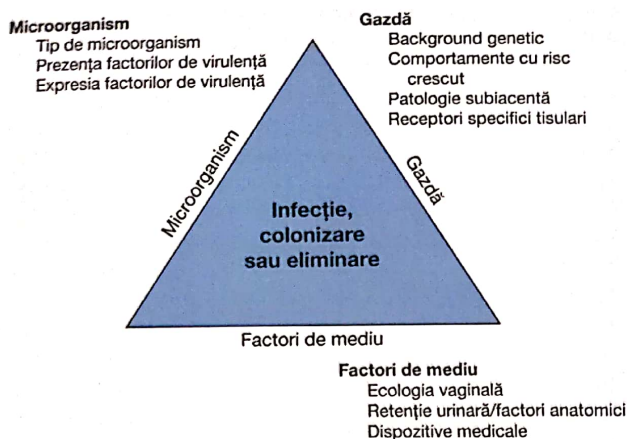 Microorganism
Tip de microorganism
Prezența factorilor de virulență
Expresia factorilor de virulență
Gazdă
Background genetic
Comportamente cu risc
crescut
Patologie subiacentă
Receptori specifici tisulari
Microorganism
Gazdă
Infecție,
colonizare
sau eliminare
Factori de mediu
Factori de mediu
Ecologia vaginală
Retenție urinară/factori anatomici
Dispozitive medicale